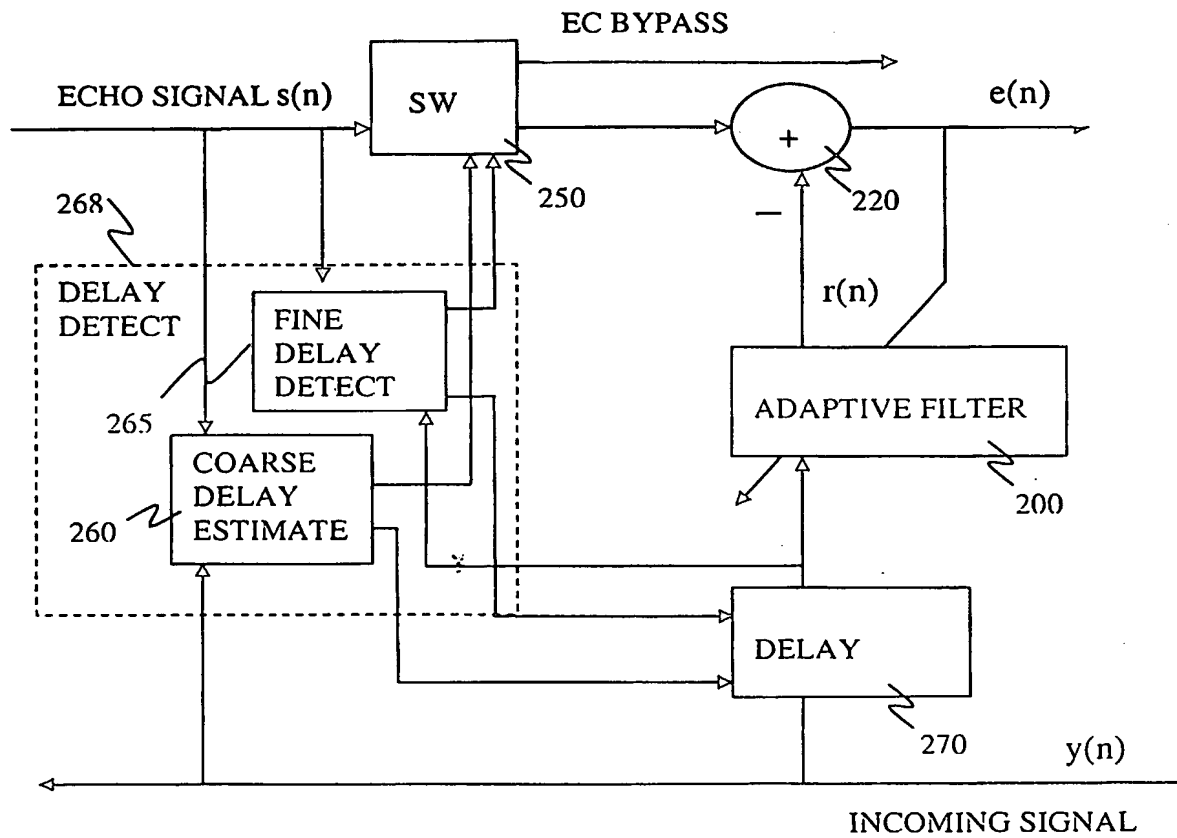 EC BYPASS
ECHO SIGNAL s(n)
SW
e(n)
+
250
220
268
−
DELAY
DETECT
r(n)
FINE
DELAY
DETECT
ADAPTIVE FILTER
265
COARSE
DELAY
ESTIMATE
260
200
DELAY
270
y(n)
INCOMING SIGNAL